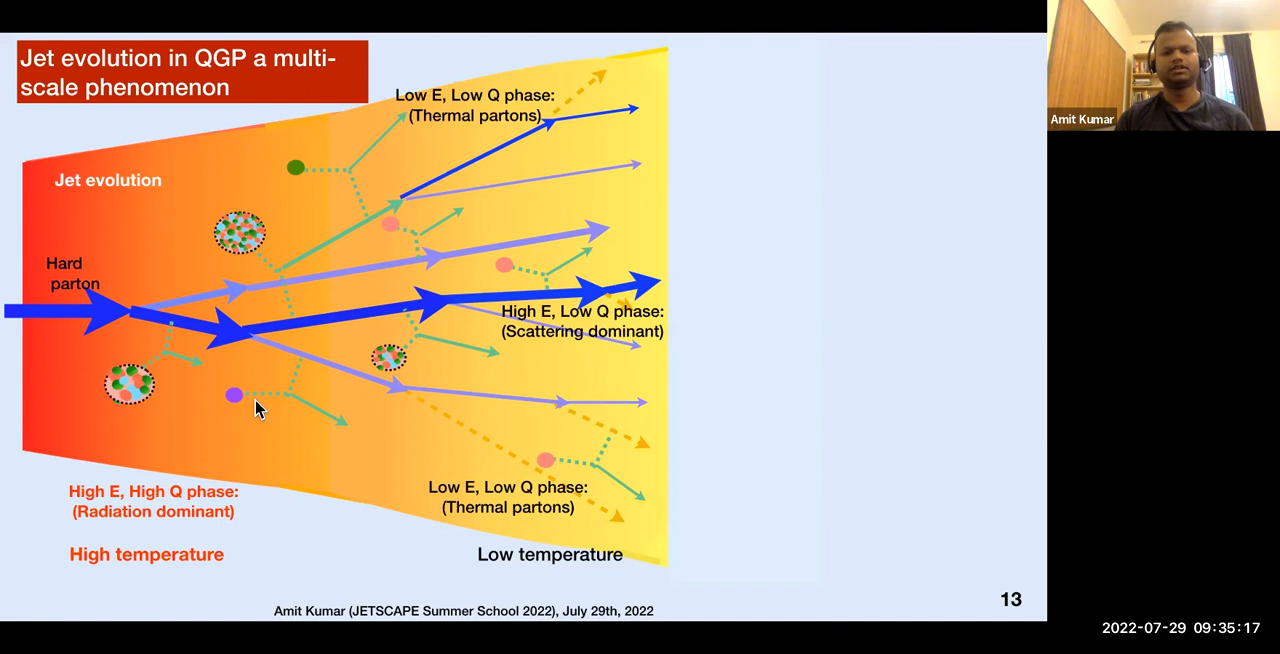 Jet evolution in QGP a multi-
scale phenomenon
Low E, Low Q phase:
(Thermal partons)
Jet evolution
Hard
parton
High E, Low Q phase:
(Scattering dominant)
High E, High Q phase:
(Radiation dominant)
Low E, Low Q phase:
(Thermal partons)
High temperature
Low temperature
Amit Kumar (JETSCAPE Summer School 2022), July 29th, 2022
13
Amit Kumar
2022-07-29 09:35:17